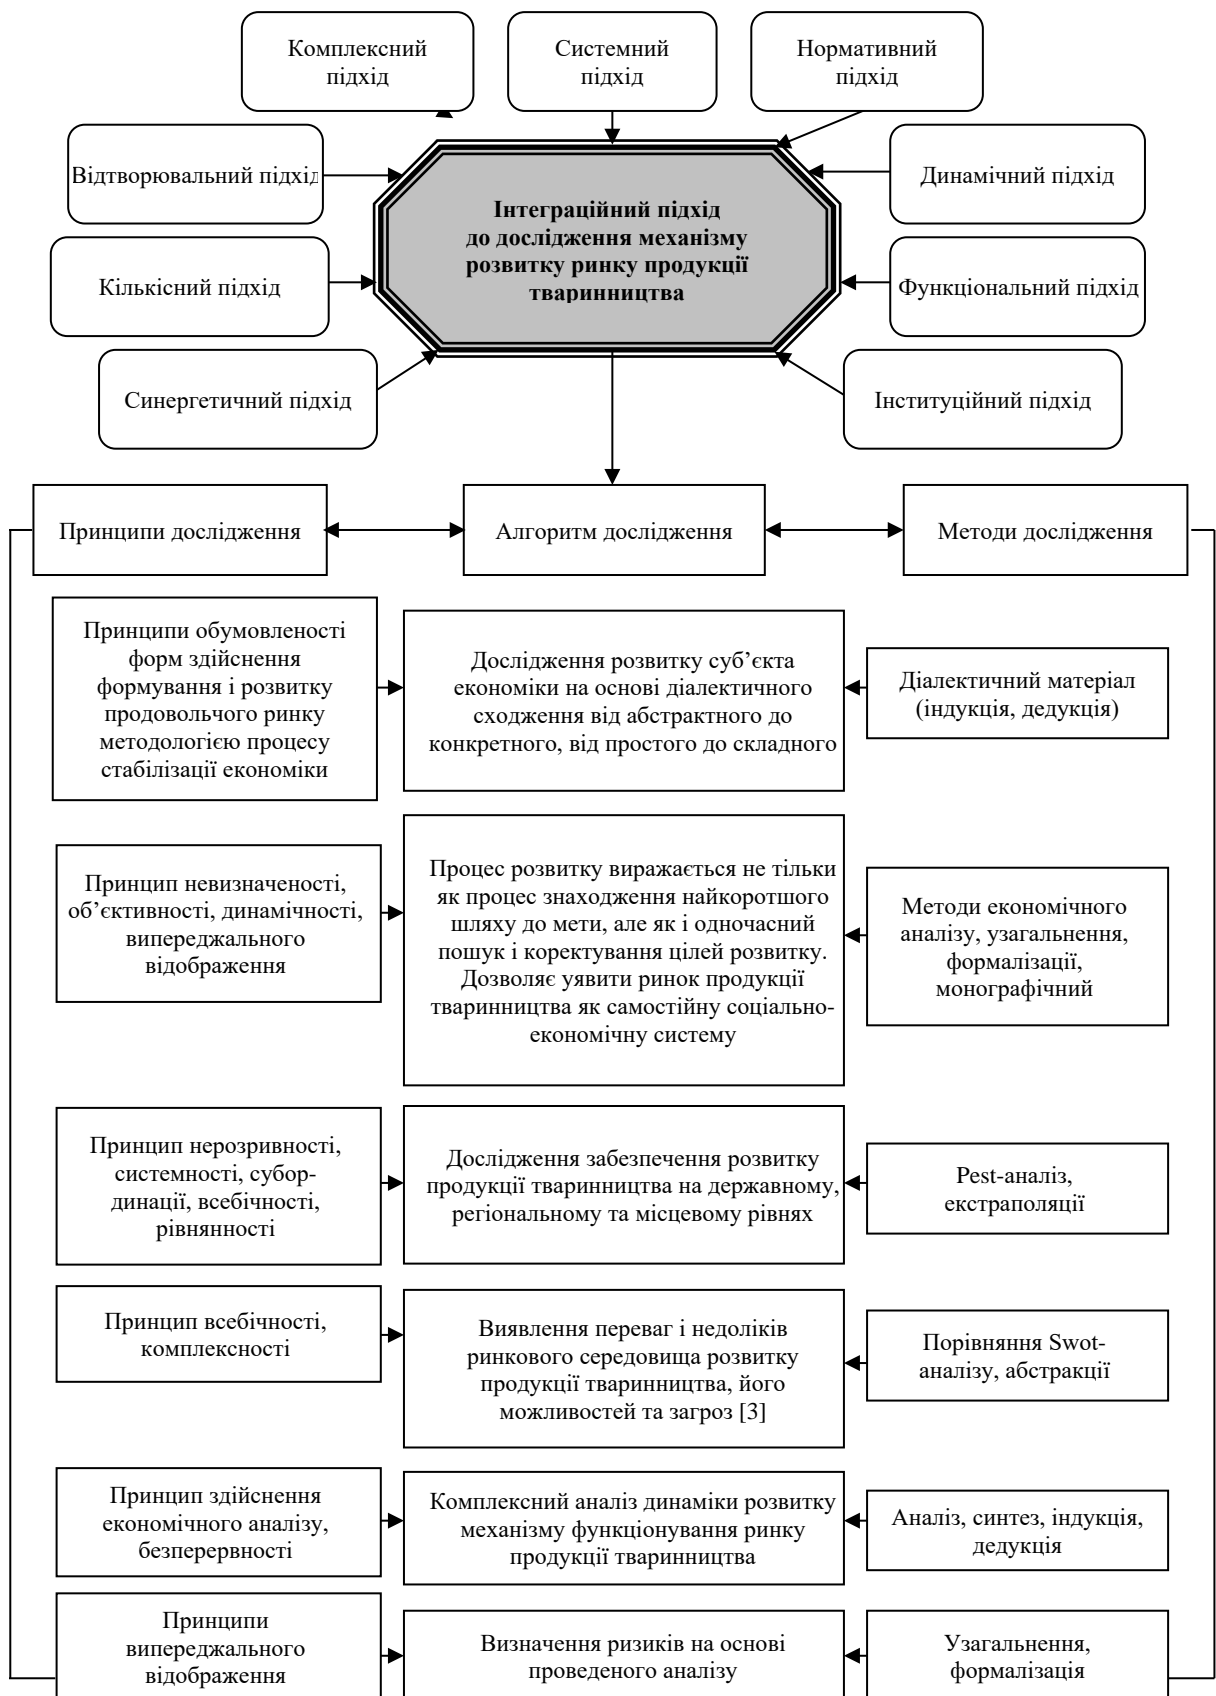 Комплексний
підхід
Системний
підхід
Нормативний
підхід
Відтворювальний підхід
Динамічний підхід
Інтеграційний підхід
до дослідження механізму
розвитку ринку продукції
тваринництва
Кількісний підхід
Функціональний підхід
Синергетичний підхід
Інституційний підхід
Принципи дослідження
Алгоритм дослідження
Методи дослідження
Принципи обумовленості
форм здійснення
формування і розвитку
продовольчого ринку
методологією процесу
стабілізації економіки
Дослідження розвитку суб’єкта
економіки на основі діалектичного
сходження від абстрактного до
конкретного, від простого до складного
Діалектичний матеріал
(індукція, дедукція)
Принцип невизначеності,
об’єктивності, динамічності,
випереджального
відображення
Процес розвитку виражається не тільки
як процес знаходження найкоротшого
шляху до мети, але як і одночасний
пошук і коректування цілей розвитку.
Дозволяє уявити ринок продукції
тваринництва як самостійну соціально-
економічну систему
Методи економічного
аналізу, узагальнення,
формалізації,
монографічний
Принцип нерозривності,
системності, субор-
динації, всебічності,
рівнянності
Дослідження забезпечення розвитку
продукції тваринництва на державному,
регіональному та місцевому рівнях
Pest-аналіз,
екстраполяції
Принцип всебічності,
комплексності
Виявлення переваг і недоліків
ринкового середовища розвитку
продукції тваринництва, його
можливостей та загроз [3]
Порівняння Swot-
аналізу, абстракції
Принцип здійснення
економічного аналізу,
безперервності
Комплексний аналіз динаміки розвитку
механізму функціонування ринку
продукції тваринництва
Аналіз, синтез, індукція,
дедукція
Принципи
випереджального
відображення
Визначення ризиків на основі
проведеного аналізу
Узагальнення,
формалізація